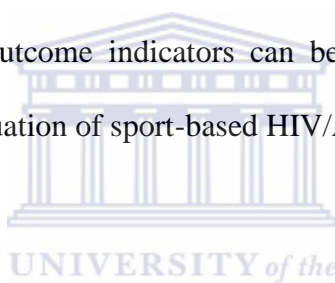 outcome indicators can be
uation of sport-based HIV/A
UNIVERSITY of the